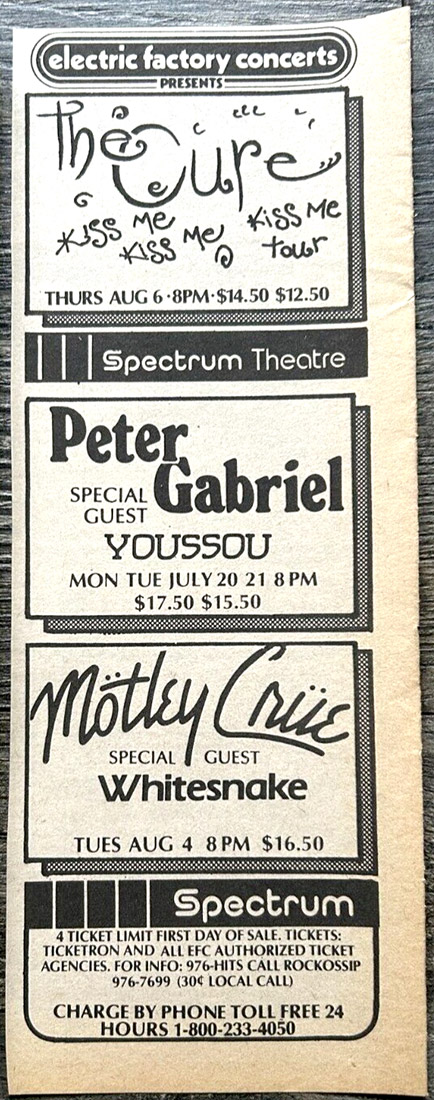 electric factory concerts
PRESENTS
The Cure
Kiss Me
Kiss Me
Kiss Me
tour
THURS AUG 6·8PM·$14.50 $12.50
Spectrum Theatre
Peter
Gabriel
SPECIAL
GUEST
YOUSSOU
MON TUE JULY 20 21 8 PM
$17.50 $15.50
Mötley Crüe
SPECIAL GUEST
Whitesnake
TUES AUG 4 8 PM $16.50
Spectrum
4 TICKET LIMIT FIRST DAY OF SALE. TICKETS:
TICKETRON AND ALL EFC AUTHORIZED TICKET
AGENCIES. FOR INFO: 976-HITS CALL ROCKOSSIP
976-7699 (30¢ LOCAL CALL)
CHARGE BY PHONE TOLL FREE 24
HOURS 1-800-233-4050